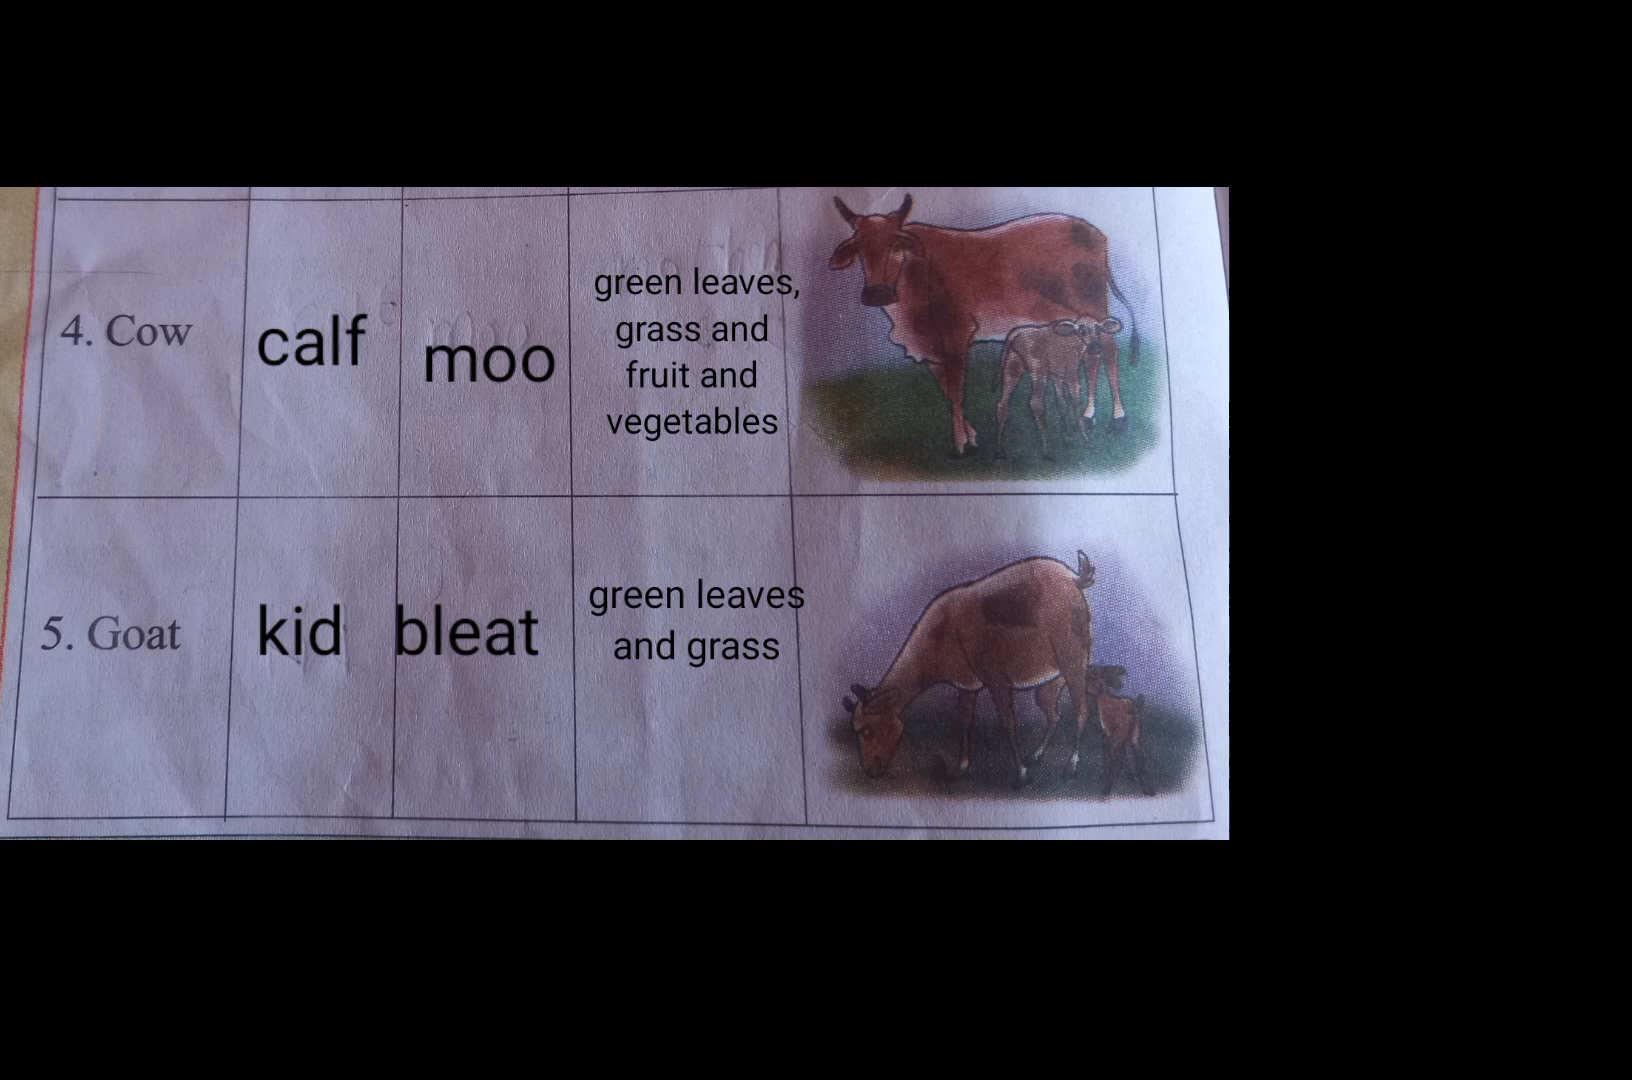 4. Cow
calf
moo
green leaves,
grass and
fruit and
vegetables
5. Goat
kid
bleat
green leaves
and grass